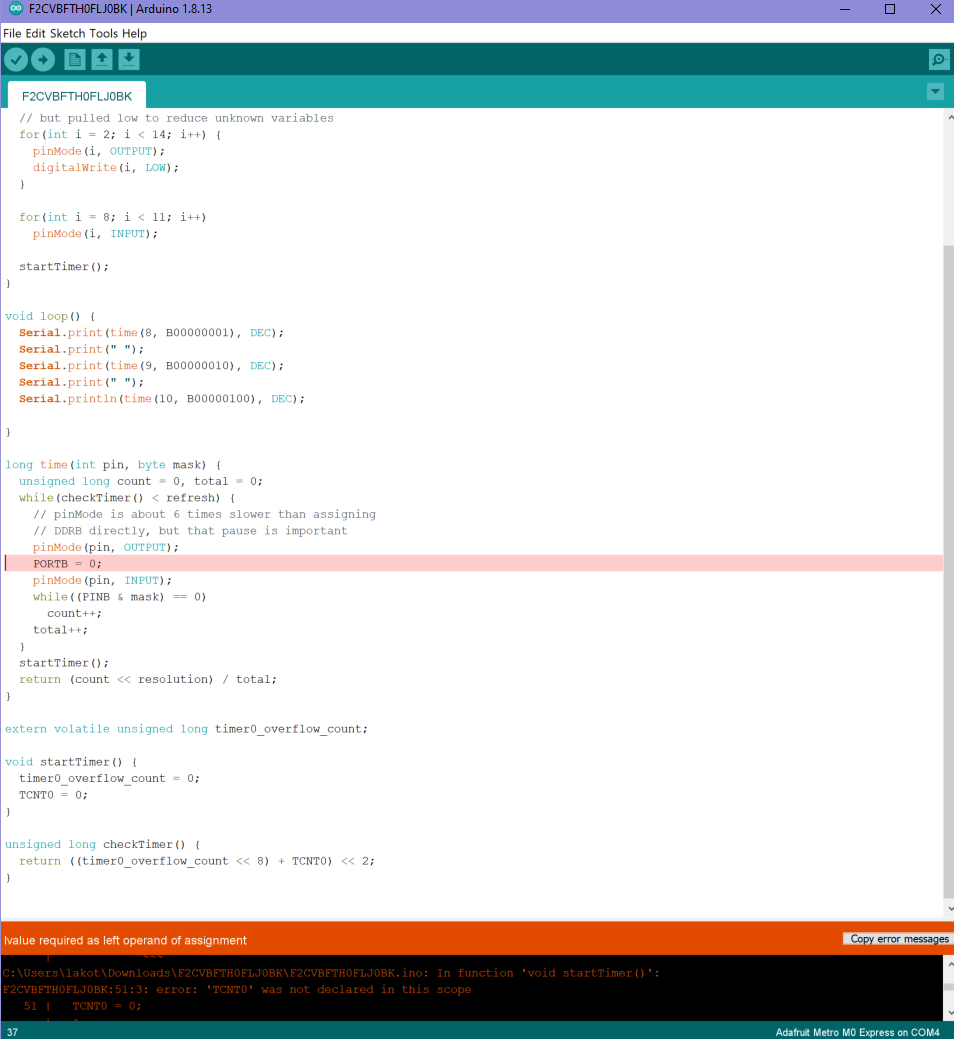 F2CVBFTH0FLJ0BK | Arduino 1.8.13
File Edit Sketch Tools Help
F2CVBFTH0FLJ0BK
// but pulled low to reduce unknown variables
for(int i = 2; i < 14; i++) {
pinMode(i, OUTPUT);
digitalWrite(i, LOW);
}
for(int i = 8; i < 11; i++)
pinMode(i, INPUT);
startTimer();
}
void loop() {
Serial.print(time(8, B00000001), DEC);
Serial.print(" ");
Serial.print(time(9, B00000010), DEC);
Serial.print(" ");
Serial.println(time(10, B00000100), DEC);
}
long time(int pin, byte mask) {
unsigned long count = 0, total = 0;
while(checkTimer() < refresh) {
// pinMode is about 6 times slower than assigning
// DDRB directly, but that pause is important
pinMode(pin, OUTPUT);
PORTB = 0;
pinMode(pin, INPUT);
while((PINB & mask) == 0)
count++;
total++;
}
startTimer();
return (count << resolution) / total;
}
extern volatile unsigned long timer0_overflow_count;
void startTimer() {
timer0_overflow_count = 0;
TCNT0 = 0;
}
unsigned long checkTimer() {
return ((timer0_overflow_count << 8) + TCNT0) << 2;
}
lvalue required as left operand of assignment
Copy error messages
C:\Users\lakot\Downloads\F2CVBFTH0FLJ0BK\F2CVBFTH0FLJ0BK.ino: In function 'void startTimer()':
F2CVBFTH0FLJ0BK:51:3: error: 'TCNT0' was not declared in this scope
51 | TCNT0 = 0;
37
Adafruit Metro M0 Express on COM4